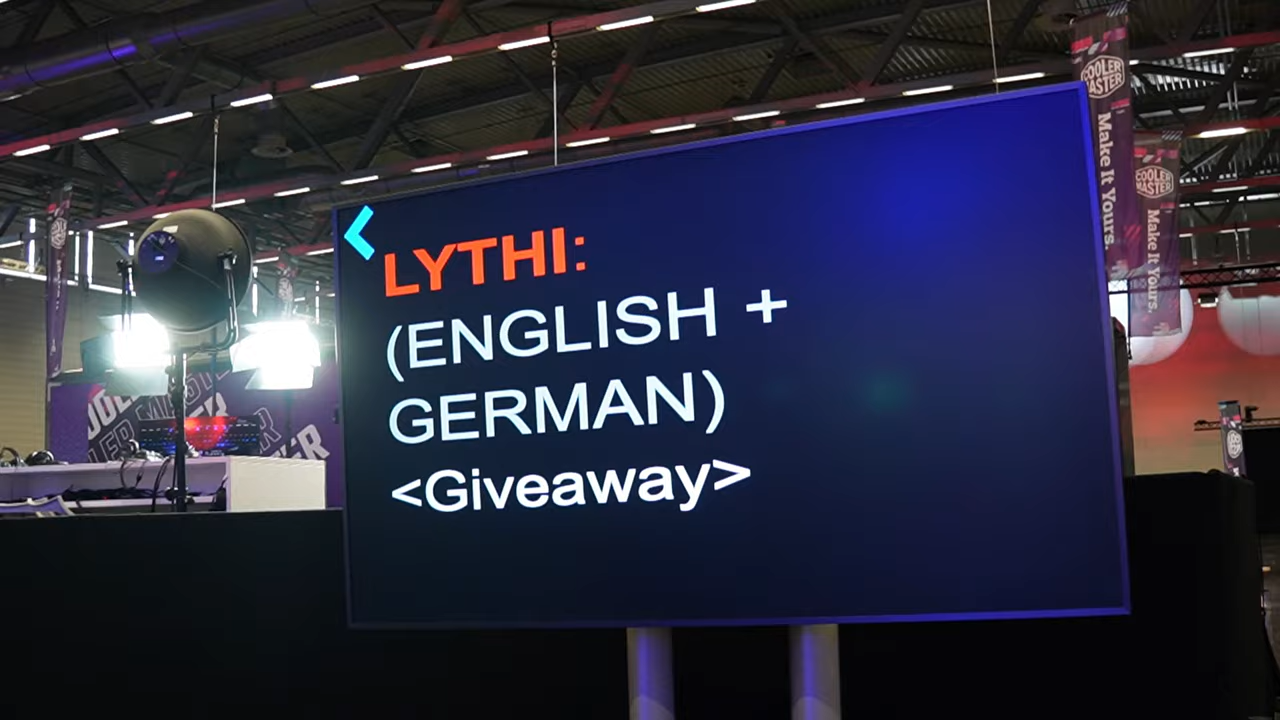 LYTHI:
(ENGLISH +
GERMAN)
<Giveaway>
COOLER
MASTER
Make It Yours.
COOLER
MASTER
Make It Yours.